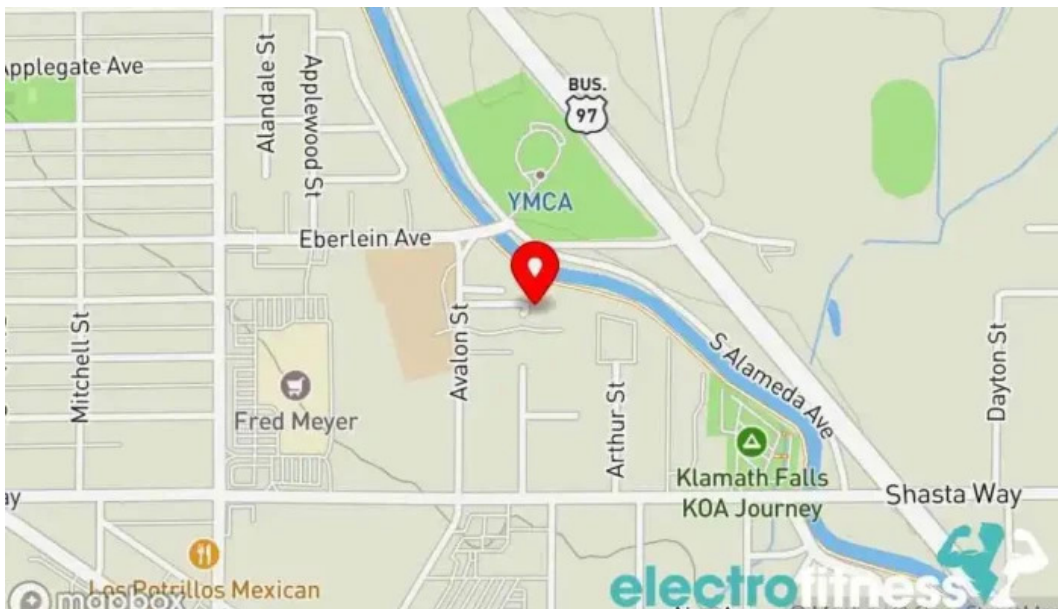 Applegate Ave
Alandale St
Applewood St
BUS.
97
YMCA
Eberlein Ave
Mitchell St
Avalon St
Fred Meyer
Arthur St
S Alameda Ave
Dayton St
Klamath Falls
KOA Journey
Shasta Way
Los Potrillos Mexican
mapbox
electrofitness